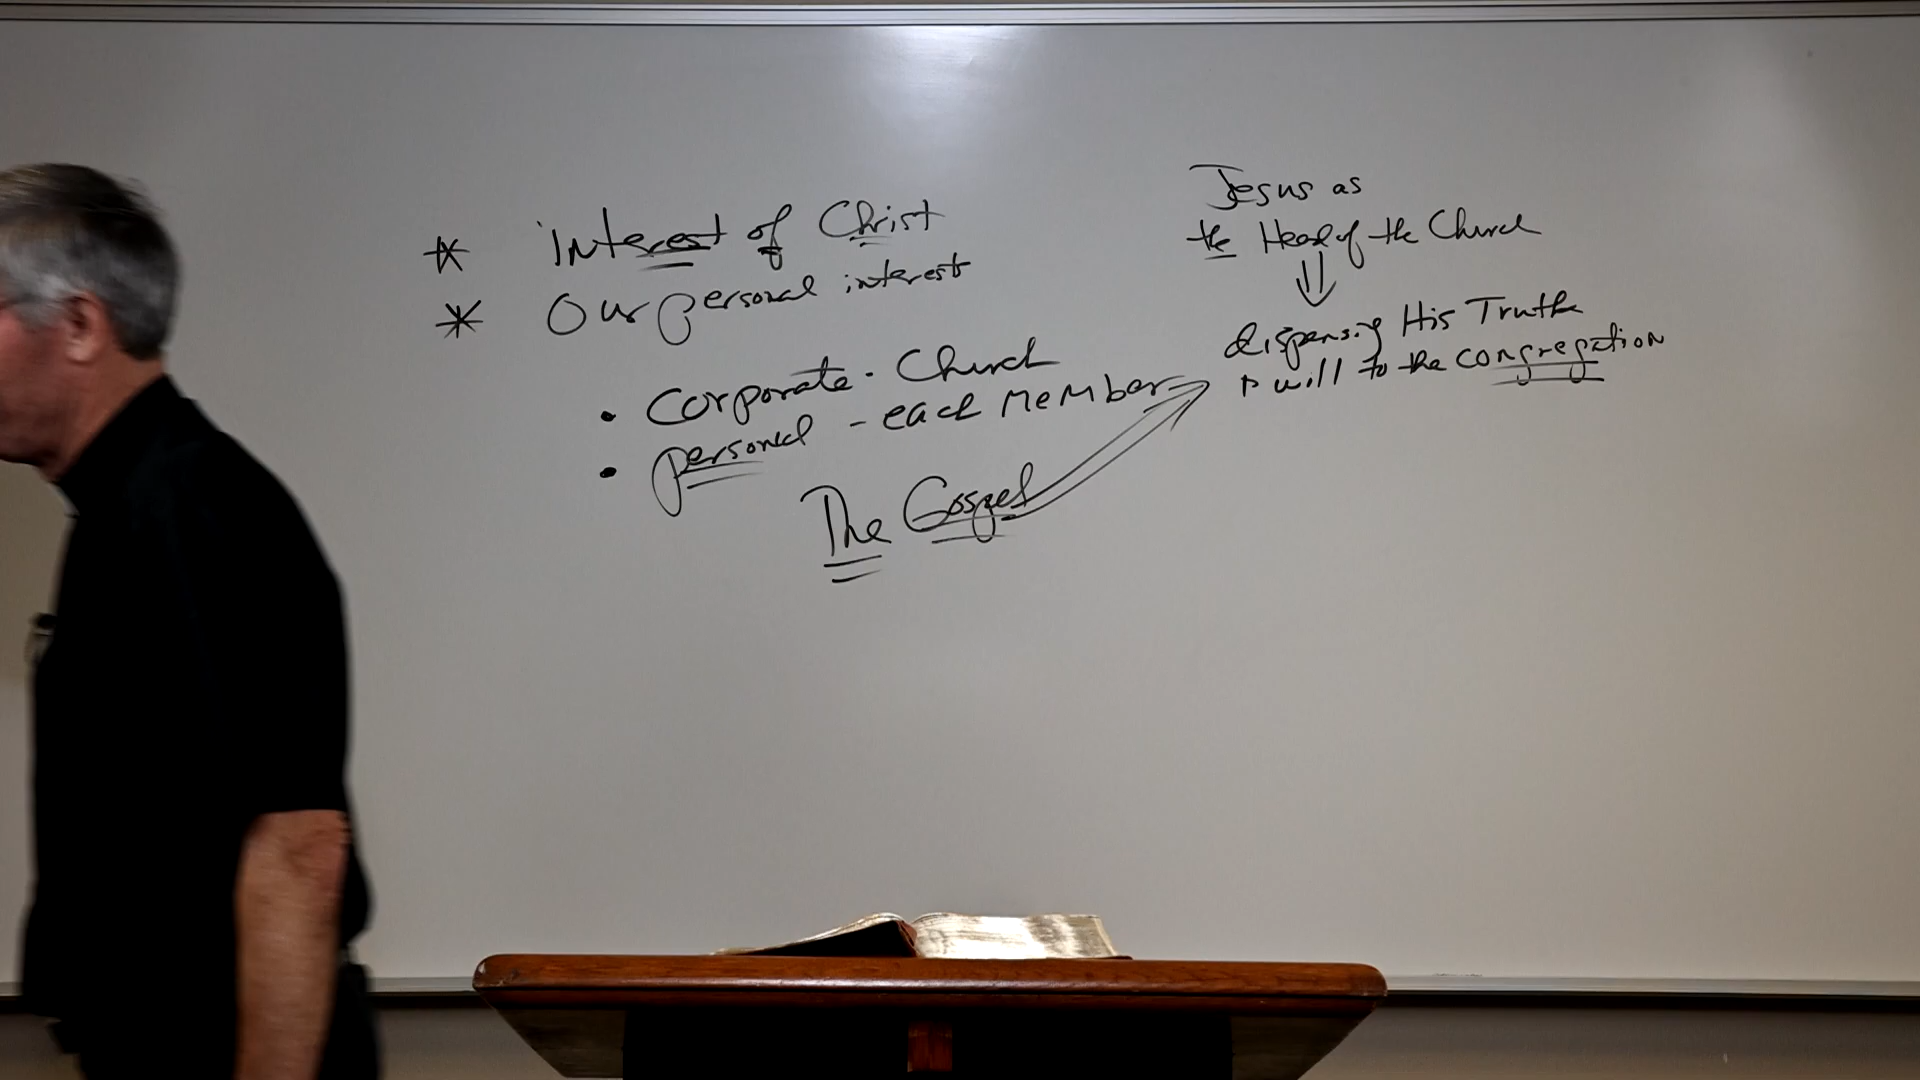 * interest of Christ
* Our personal interest
• Corporate - Church
• personal - each Member
The Gospel
Jesus as
the Head of the Church
⇓
dispensing His Truth
+ will to the congregation